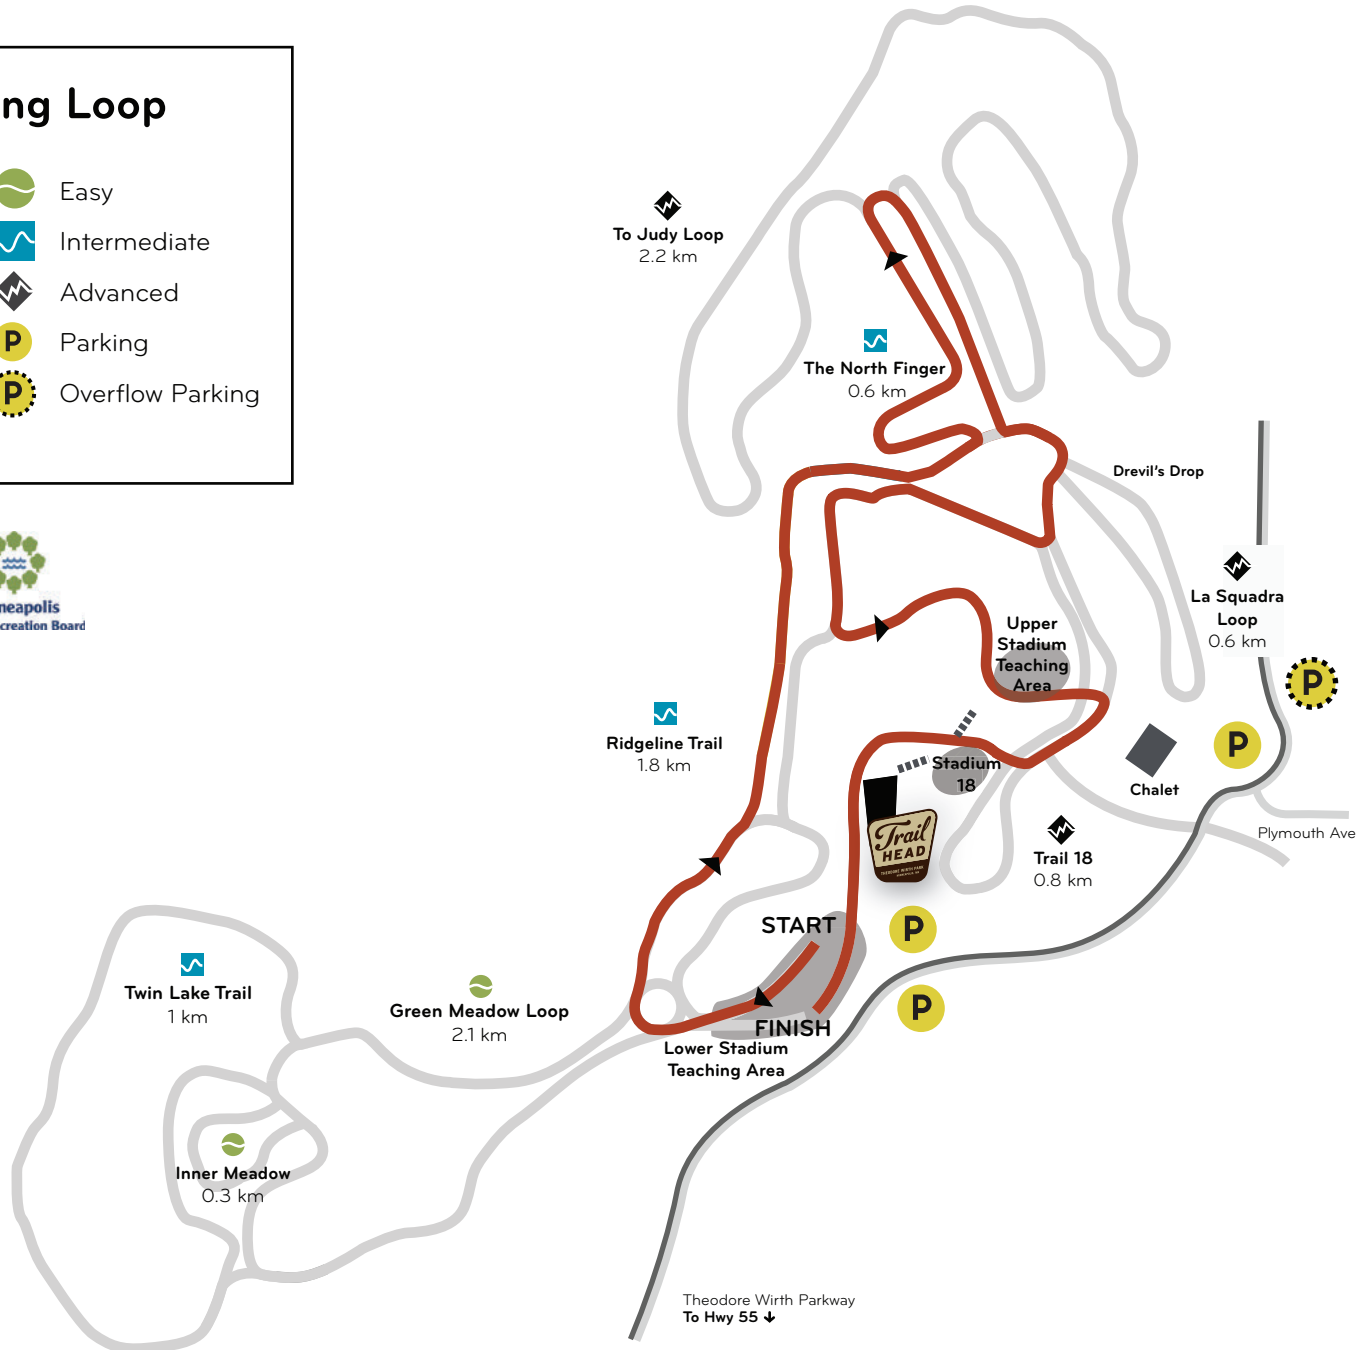 ng Loop
Easy
Intermediate
Advanced
P
Parking
P
Overflow Parking
neapolis
creation Board
To Judy Loop
2.2 km
The North Finger
0.6 km
Drevil's Drop
La Squadra
Loop
0.6 km
Upper
Stadium
Teaching
Area
P
P
Ridgeline Trail
1.8 km
Stadium
18
Chalet
Plymouth Ave
Trail
HEAD
THEODORE WIRTH PARK
Trail 18
0.8 km
START
P
P
FINISH
Lower Stadium
Teaching Area
Twin Lake Trail
1 km
Green Meadow Loop
2.1 km
Inner Meadow
0.3 km
Theodore Wirth Parkway
To Hwy 55 ↓